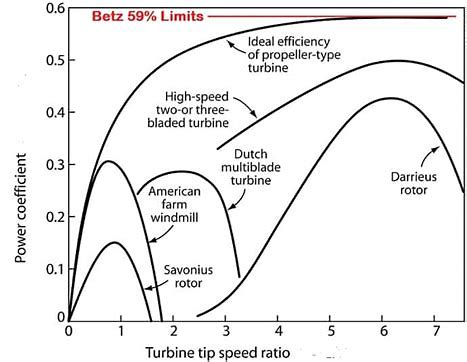 Betz 59% Limits
0.6
0.5
0.4
0.3
0.2
0.1
0
Power coefficient
Ideal efficiency
of propeller-type
turbine
High-speed
two-or three-
bladed turbine
Dutch
multiblade
turbine
American
farm
windmill
Darrieus
rotor
Savonius
rotor
0 1 2 3 4 5 6 7
Turbine tip speed ratio